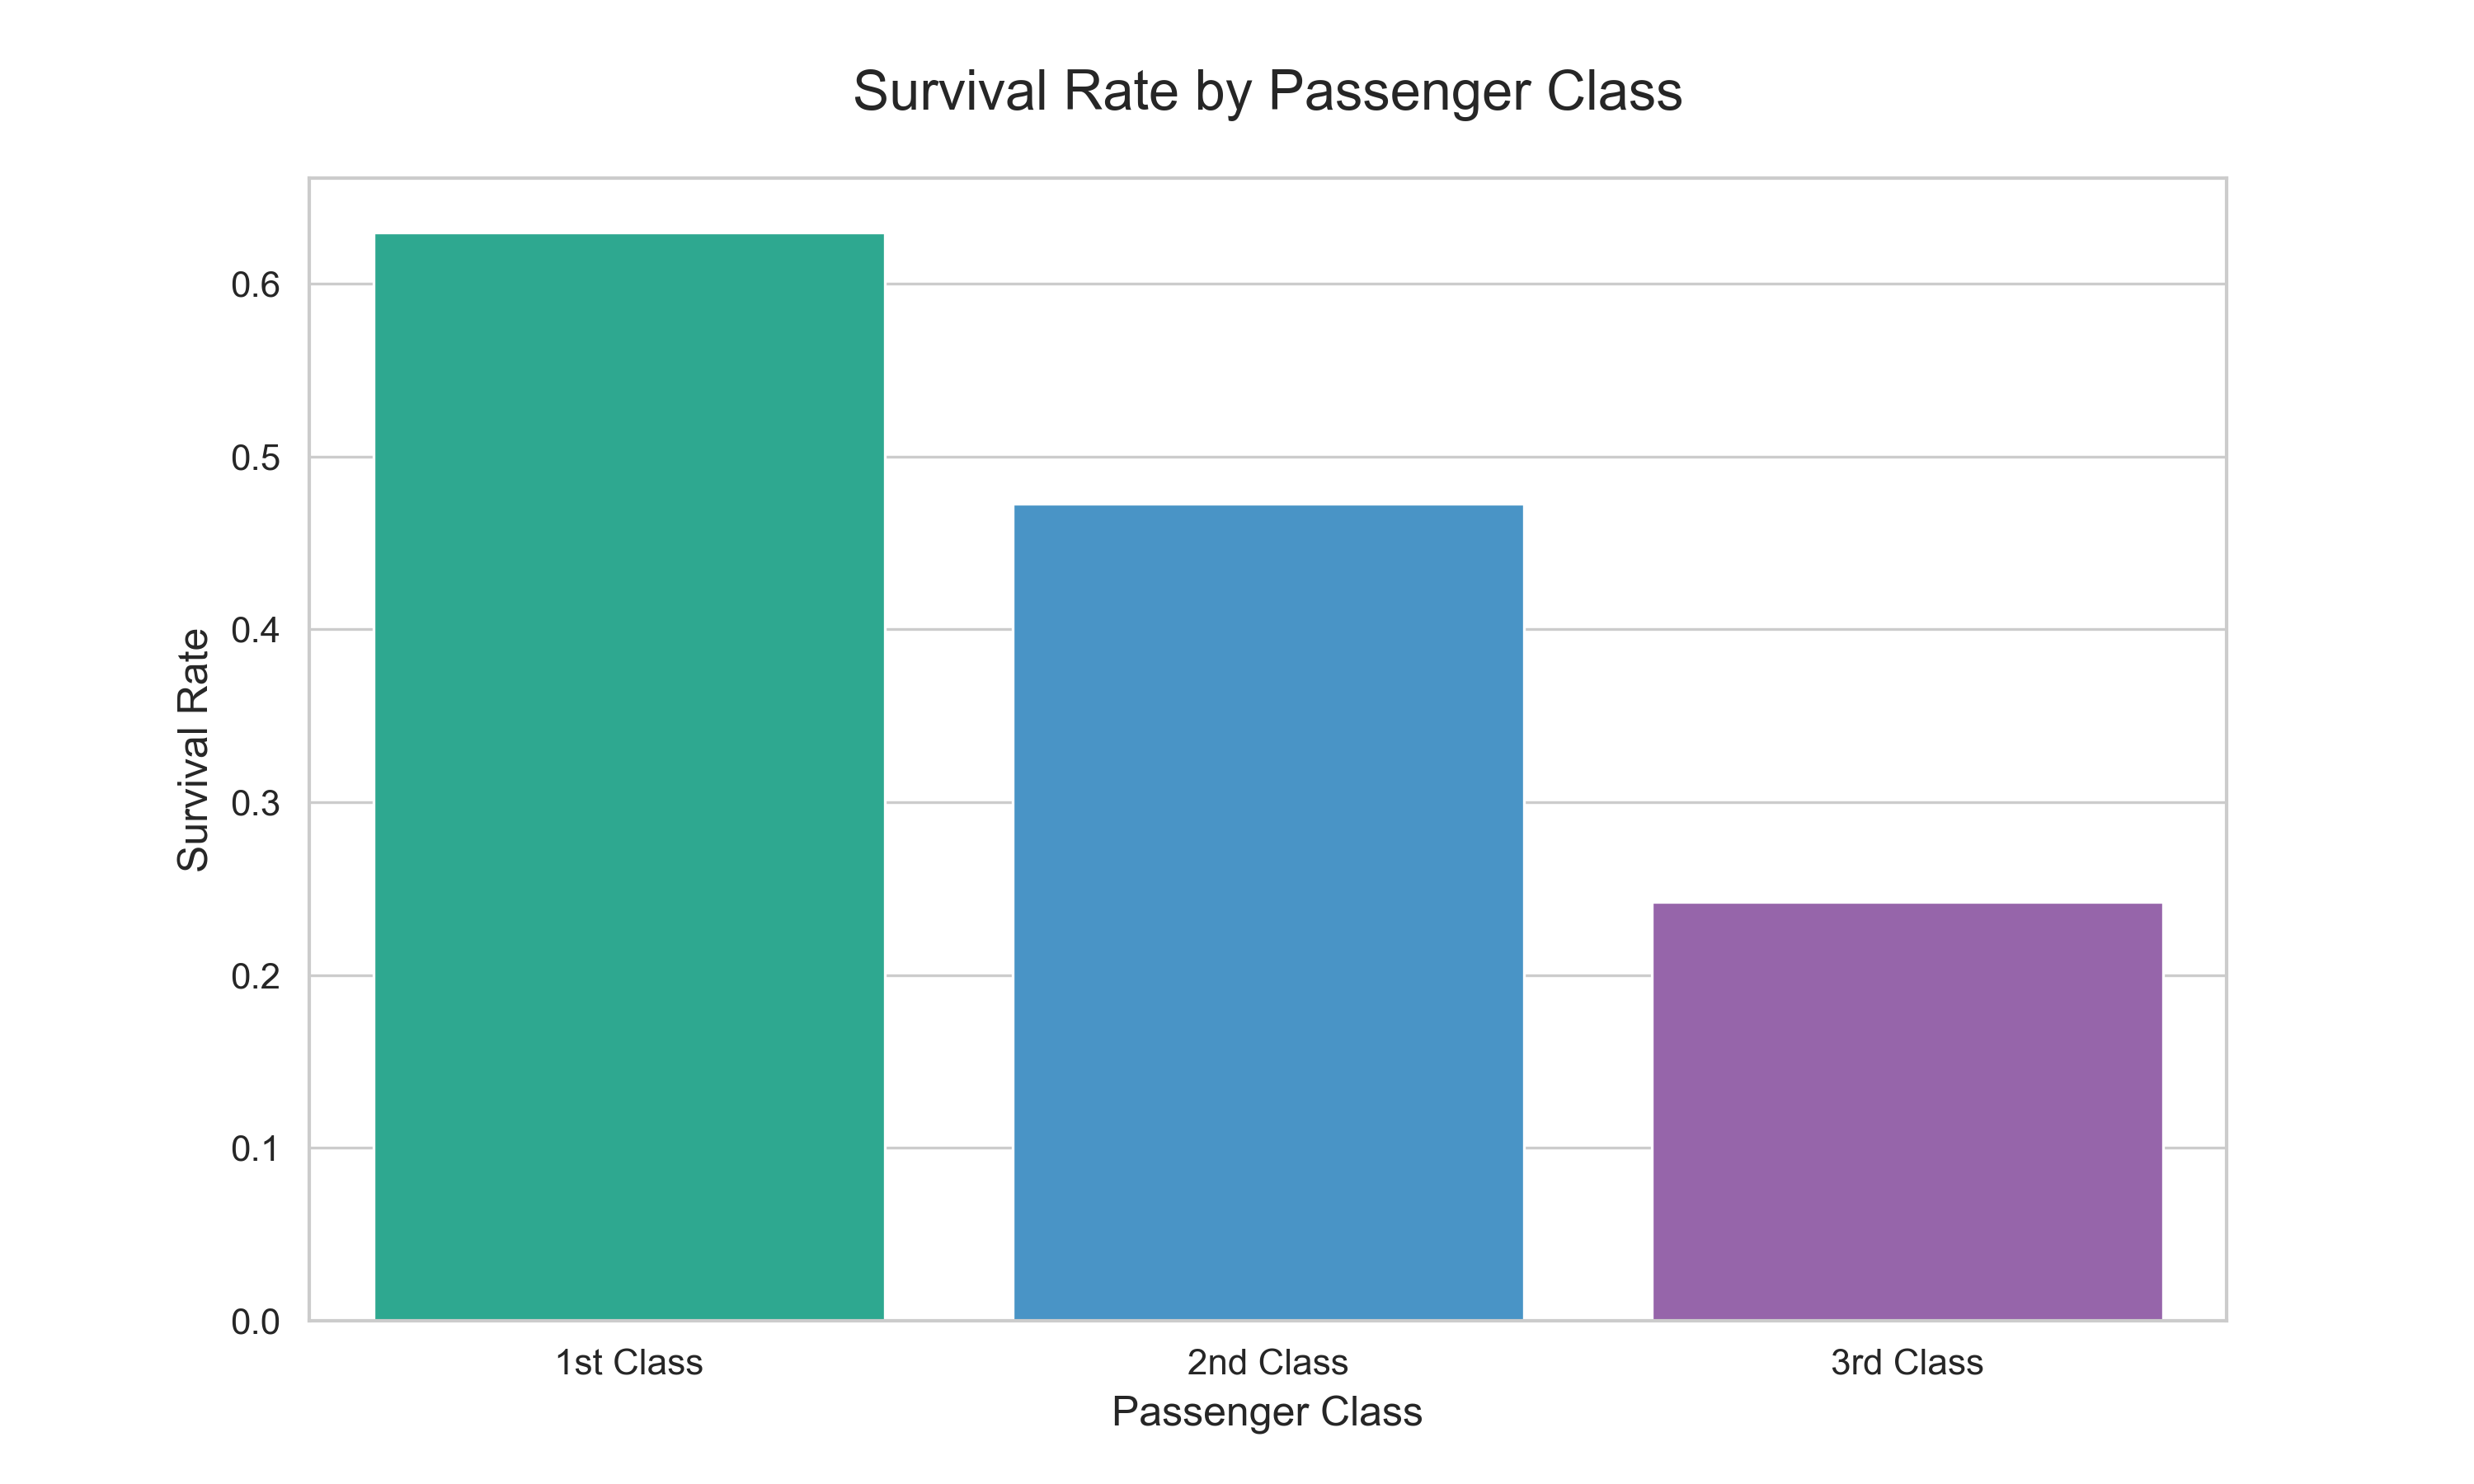 Survival Rate by Passenger Class
Survival Rate
0.6
0.5
0.4
0.3
0.2
0.1
0.0
1st Class 2nd Class 3rd Class
Passenger Class